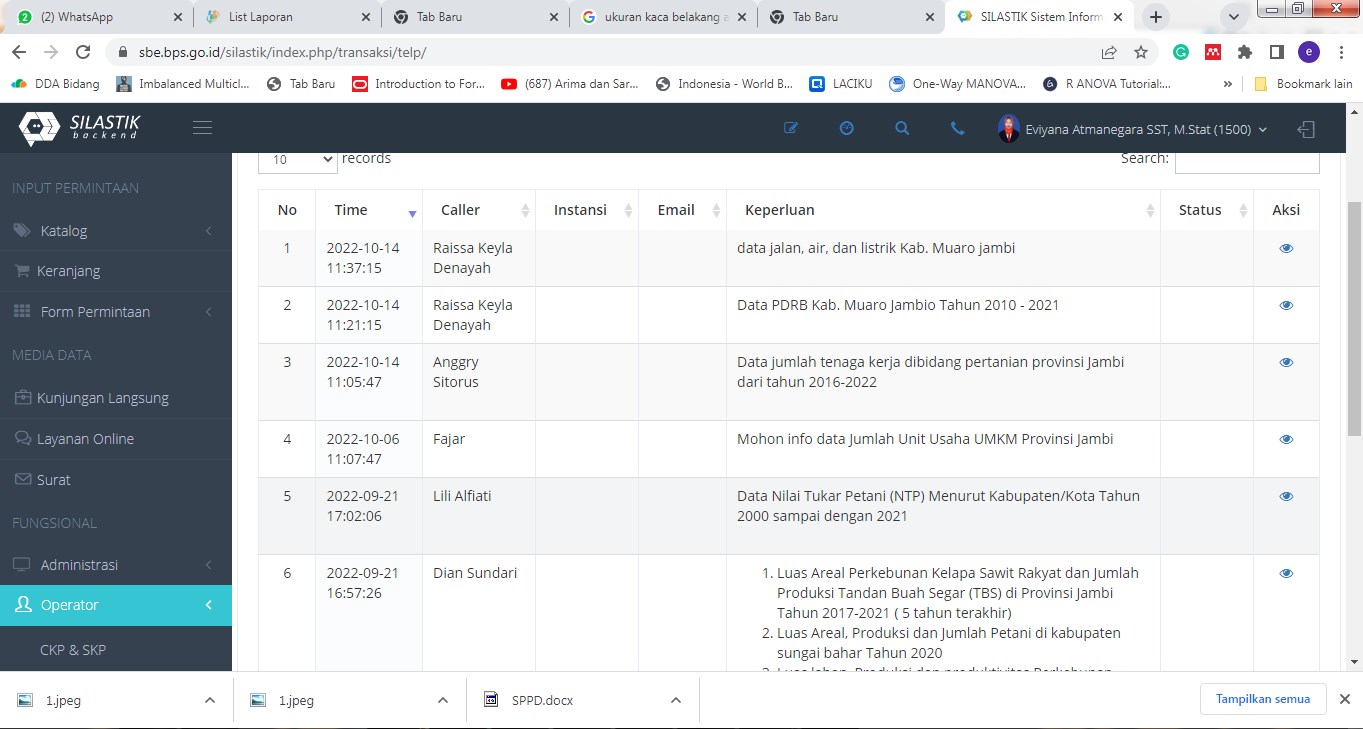 (2) WhatsApp
List Laporan
Tab Baru
ukuran kaca belakang a
Tab Baru
SILASTIK Sistem Inform
sbe.bps.go.id/silastik/index.php/transaksi/telp/
e
DDA Bidang
Imbalanced Multicl...
Tab Baru
Introduction to For...
(687) Arima dan Sar...
Indonesia - World B...
LACIKU
One-Way MANOVA...
R ANOVA Tutorial:...
»
Bookmark lain
SILASTIK
backend
Eviyana Atmanegara SST, M.Stat (1500)
INPUT PERMINTAAN
Katalog
Keranjang
Form Permintaan
MEDIA DATA
Kunjungan Langsung
Layanan Online
Surat
FUNGSIONAL
Administrasi
Operator
CKP & SKP
10 records
Search:
No Time Caller Instansi Email Keperluan Status Aksi
1 2022-10-14 Raissa Keyla data jalan, air, dan listrik Kab. Muaro jambi
11:37:15 Denayah
2 2022-10-14 Raissa Keyla Data PDRB Kab. Muaro Jambio Tahun 2010 - 2021
11:21:15 Denayah
3 2022-10-14 Anggry Data jumlah tenaga kerja dibidang pertanian provinsi Jambi
11:05:47 Sitorus dari tahun 2016-2022
4 2022-10-06 Fajar Mohon info data Jumlah Unit Usaha UMKM Provinsi Jambi
11:07:47
5 2022-09-21 Lili Alfiati Data Nilai Tukar Petani (NTP) Menurut Kabupaten/Kota Tahun
17:02:06 2000 sampai dengan 2021
6 2022-09-21 Dian Sundari 1. Luas Areal Perkebunan Kelapa Sawit Rakyat dan Jumlah
16:57:26 Produksi Tandan Buah Segar (TBS) di Provinsi Jambi
Tahun 2017-2021 ( 5 tahun terakhir)
2. Luas Areal, Produksi dan Jumlah Petani di kabupaten
sungai bahar Tahun 2020
3. Luas lahan, Produksi dan produktivitas Perkebunan
1.jpeg
1.jpeg
SPPD.docx
Tampilkan semua